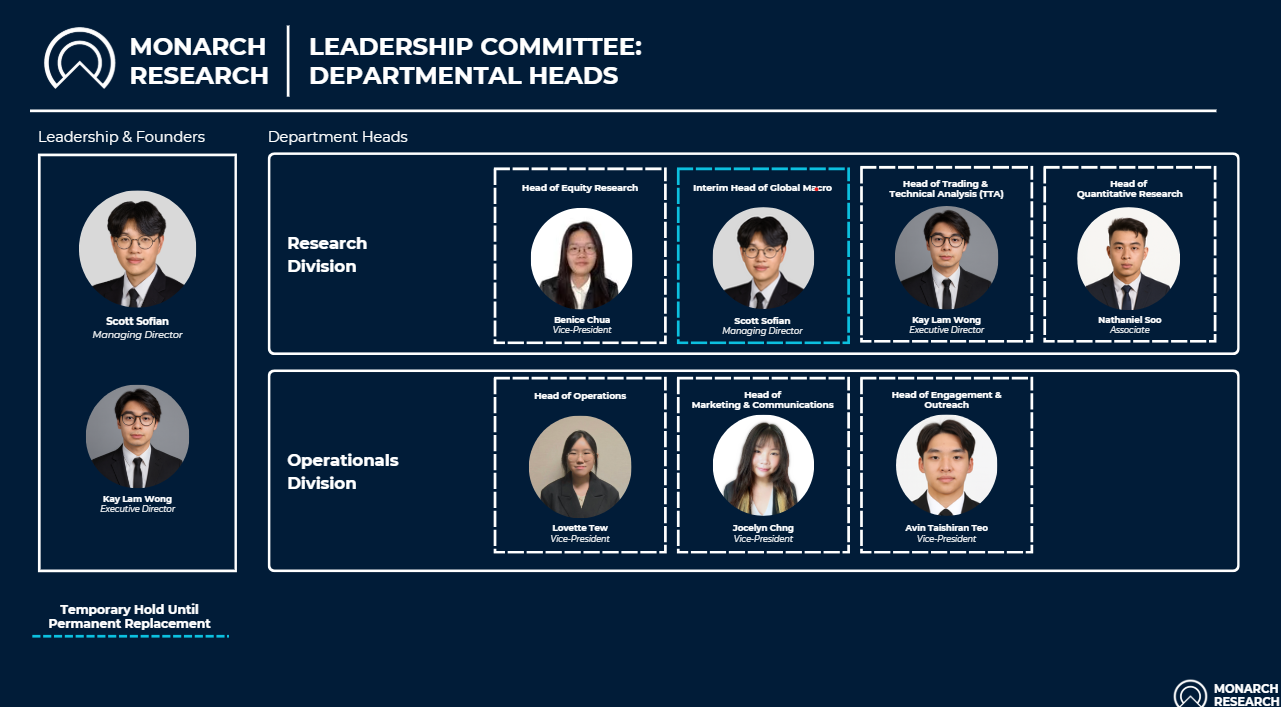 MONARCH
RESEARCH
LEADERSHIP COMMITTEE:
DEPARTMENTAL HEADS
Leadership & Founders
Scott Sofian
Managing Director
Kay Lam Wong
Executive Director
Temporary Hold Until
Permanent Replacement
Department Heads
Research
Division
Head of Equity Research
Benice Chua
Vice-President
Interim Head of Global Macro
Scott Sofian
Managing Director
Head of Trading &
Technical Analysis (TTA)
Kay Lam Wong
Executive Director
Head of
Quantitative Research
Nathaniel Soo
Associate
Operationals
Division
Head of Operations
Lovette Tew
Vice-President
Head of
Marketing & Communications
Jocelyn Chng
Vice-President
Head of Engagement &
Outreach
Avin Taishiran Teo
Vice-President
MONARCH
RESEARCH